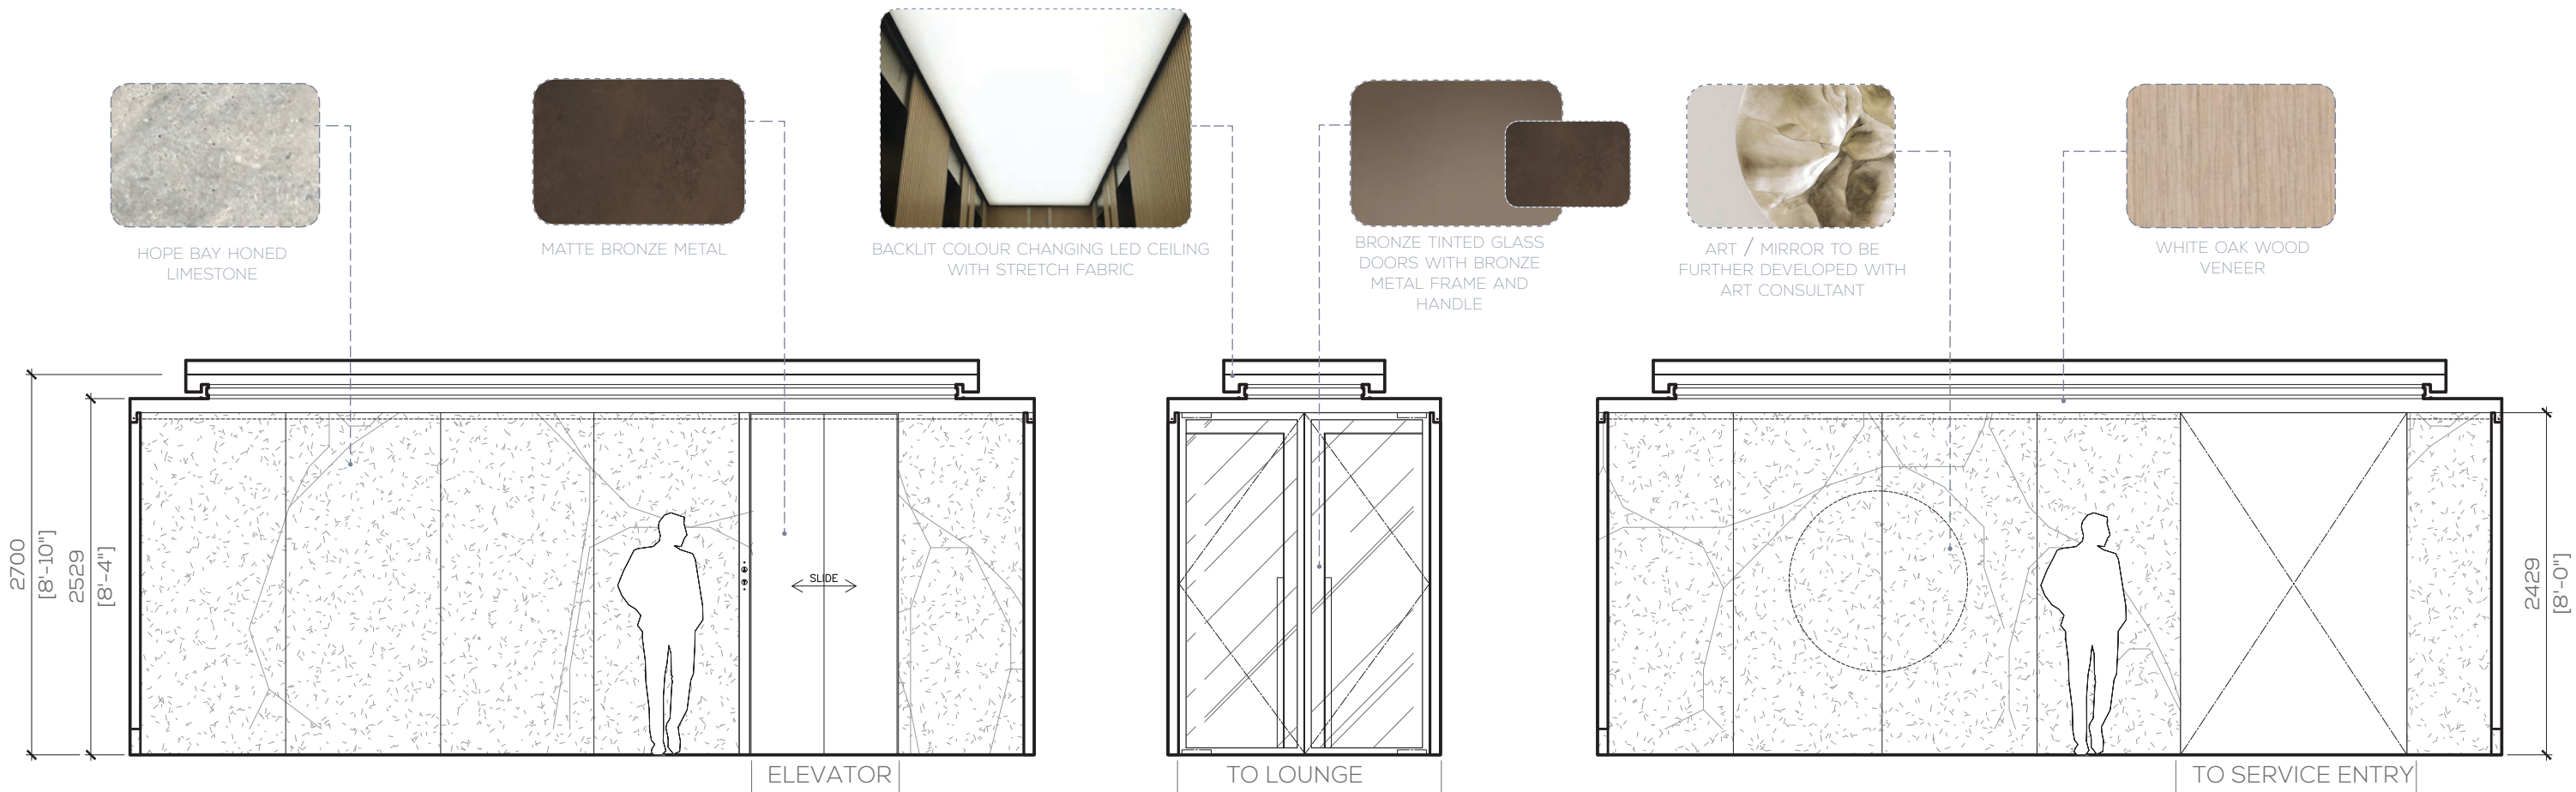 HOPE BAY HONED
LIMESTONE
MATTE BRONZE METAL
BACKLIT COLOUR CHANGING LED CEILING
WITH STRETCH FABRIC
BRONZE TINTED GLASS
DOORS WITH BRONZE
METAL FRAME AND
HANDLE
ART / MIRROR TO BE
FURTHER DEVELOPED WITH
ART CONSULTANT
WHITE OAK WOOD
VENEER
2700
[8'-10"]
2529
[8'-4"]
SLIDE
2429
[8'-0"]
ELEVATOR
TO LOUNGE
TO SERVICE ENTRY